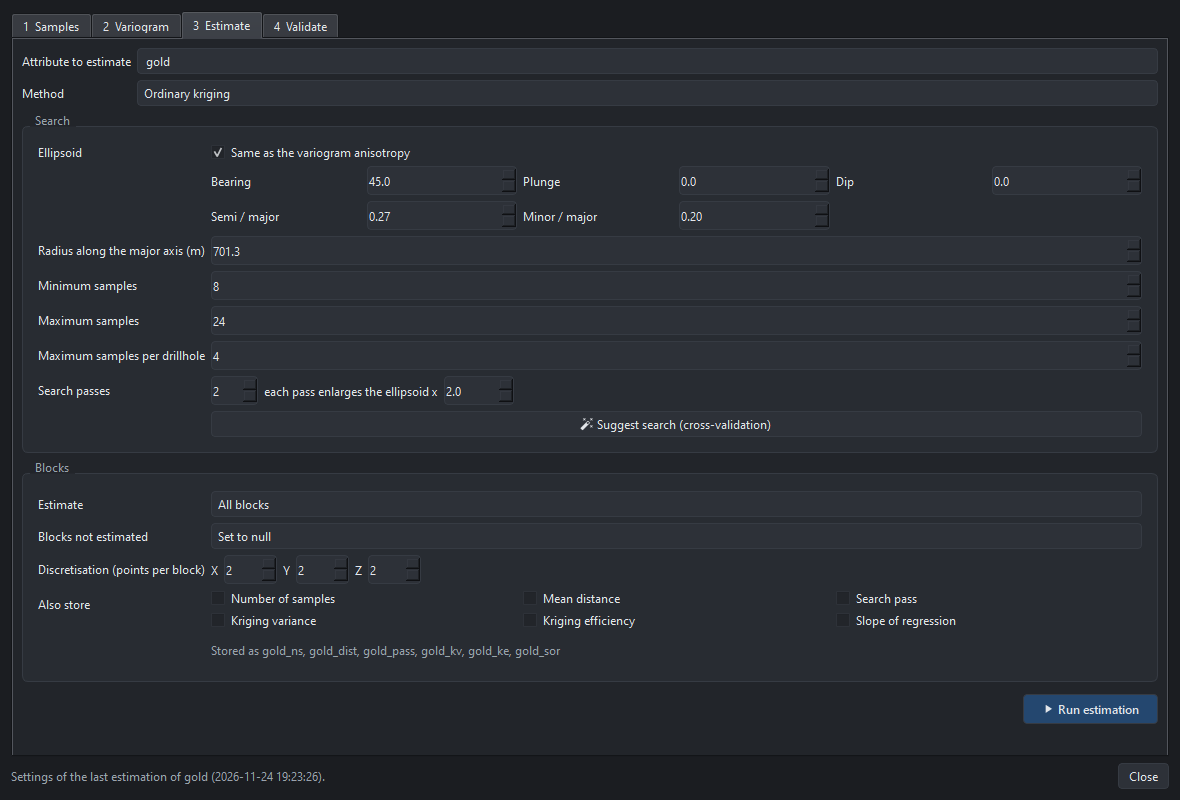 1 Samples 2 Variogram 3 Estimate 4 Validate
Attribute to estimate gold
Method Ordinary kriging
Search
Ellipsoid Same as the variogram anisotropy
Bearing 45.0 Plunge 0.0 Dip 0.0
Semi / major 0.27 Minor / major 0.20
Radius along the major axis (m) 701.3
Minimum samples 8
Maximum samples 24
Maximum samples per drillhole 4
Search passes 2 each pass enlarges the ellipsoid x 2.0
Suggest search (cross-validation)
Blocks
Estimate All blocks
Blocks not estimated Set to null
Discretisation (points per block) X 2 Y 2 Z 2
Also store Number of samples Mean distance Search pass
Kriging variance Kriging efficiency Slope of regression
Stored as gold_ns, gold_dist, gold_pass, gold_kv, gold_ke, gold_sor
Run estimation
Settings of the last estimation of gold (2026-11-24 19:23:26). Close